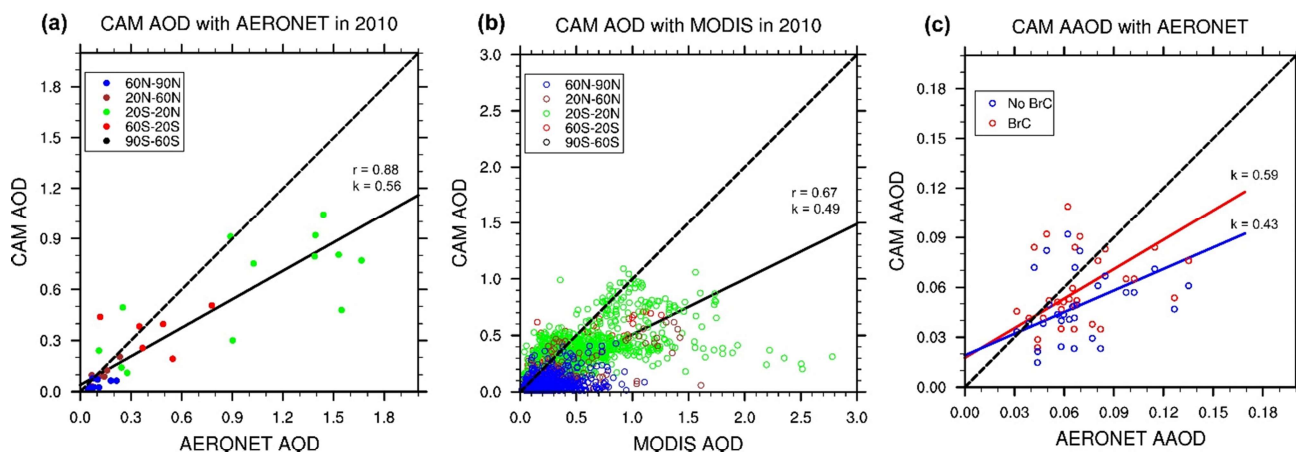 (a) CAM AOD with AERONET in 2010
1.8
1.5
1.2
0.9
0.6
0.3
0.0
CAM AOD
60N-90N
20N-60N
20S-20N
60S-20S
90S-60S
r = 0.88
k = 0.56
0.0 0.3 0.6 0.9 1.2 1.5 1.8
AERONET AOD
(b) CAM AOD with MODIS in 2010
3.0
2.5
2.0
1.5
1.0
0.5
0.0
CAM AOD
60N-90N
20N-60N
20S-20N
60S-20S
90S-60S
r = 0.67
k = 0.49
0.0 0.5 1.0 1.5 2.0 2.5 3.0
MODIS AOD
(c) CAM AAOD with AERONET
0.18
0.15
0.12
0.09
0.06
0.03
0.00
CAM AAOD
No BrC
BrC
k = 0.59
k = 0.43
0.00 0.03 0.06 0.09 0.12 0.15 0.18
AERONET AAOD